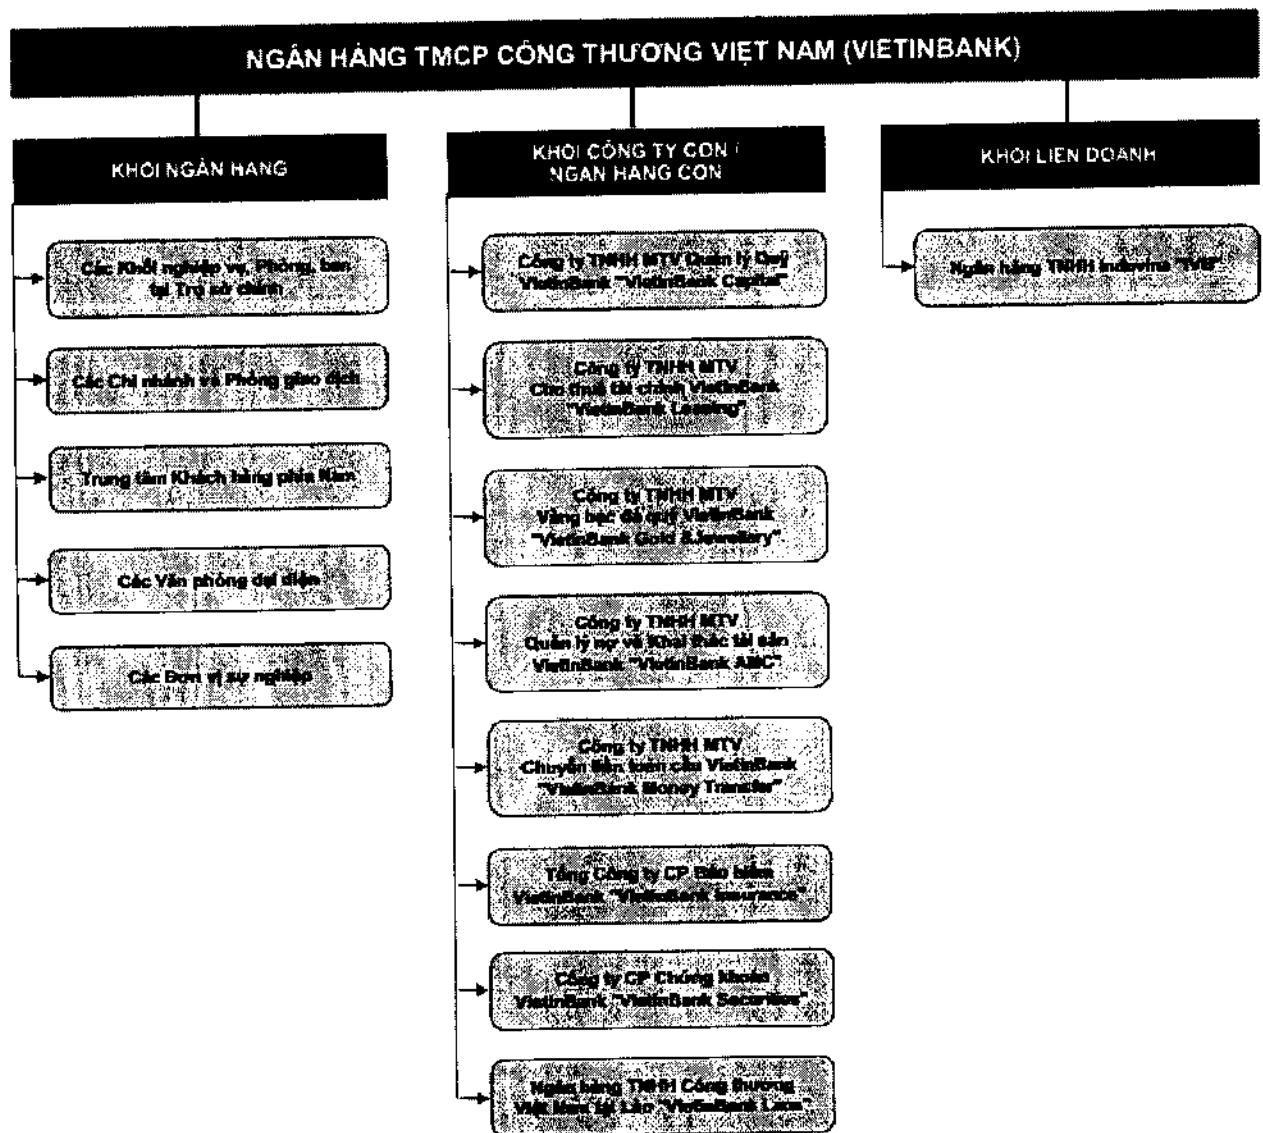 NGÂN HÀNG TMCP CÔNG THƯƠNG VIỆT NAM (VIETINBANK)
KHỐI NGÂN HÀNG
Các Khối nghiệp vụ, Phòng, ban,
tại Trụ sở chính
Các Chi nhánh và Phòng giao dịch
Trung tâm Khách hàng phía Nam
Các Văn phòng đại diện
Các Đơn vị sự nghiệp
KHỐI CÔNG TY CON /
NGÂN HÀNG CON
Công ty TNHH MTV Quản lý Quỹ
VietinBank "VietinBank Capital"
Công ty TNHH MTV
Cho thuê tài chính VietinBank
"VietinBank Leasing"
Công ty TNHH MTV
Vàng bạc đá quý VietinBank
"VietinBank Gold &Jewellery"
Công ty TNHH MTV
Quản lý nợ và Khai thác tài sản
VietinBank "VietinBank AMC"
Công ty TNHH MTV
Chuyển tiền toàn cầu VietinBank
"VietinBank Money Transfer"
Tổng Công ty CP Bảo hiểm
VietinBank "VietinBank Insurance"
Công ty CP Chứng khoán
VietinBank "VietinBank Securities"
Ngân hàng TNHH Công thương
Việt Nam tại Lào "VietinBank Laos"
KHỐI LIÊN DOANH
Ngân hàng TNHH Indovina "IVB"